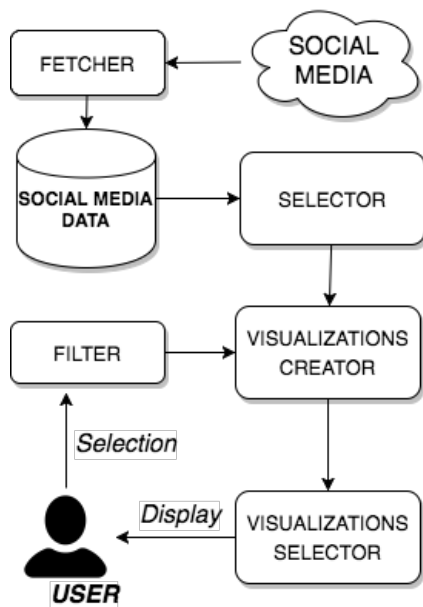 SOCIAL
MEDIA
FETCHER
SOCIAL MEDIA
DATA
SELECTOR
FILTER
VISUALIZATIONS
CREATOR
Selection
Display
VISUALIZATIONS
SELECTOR
USER